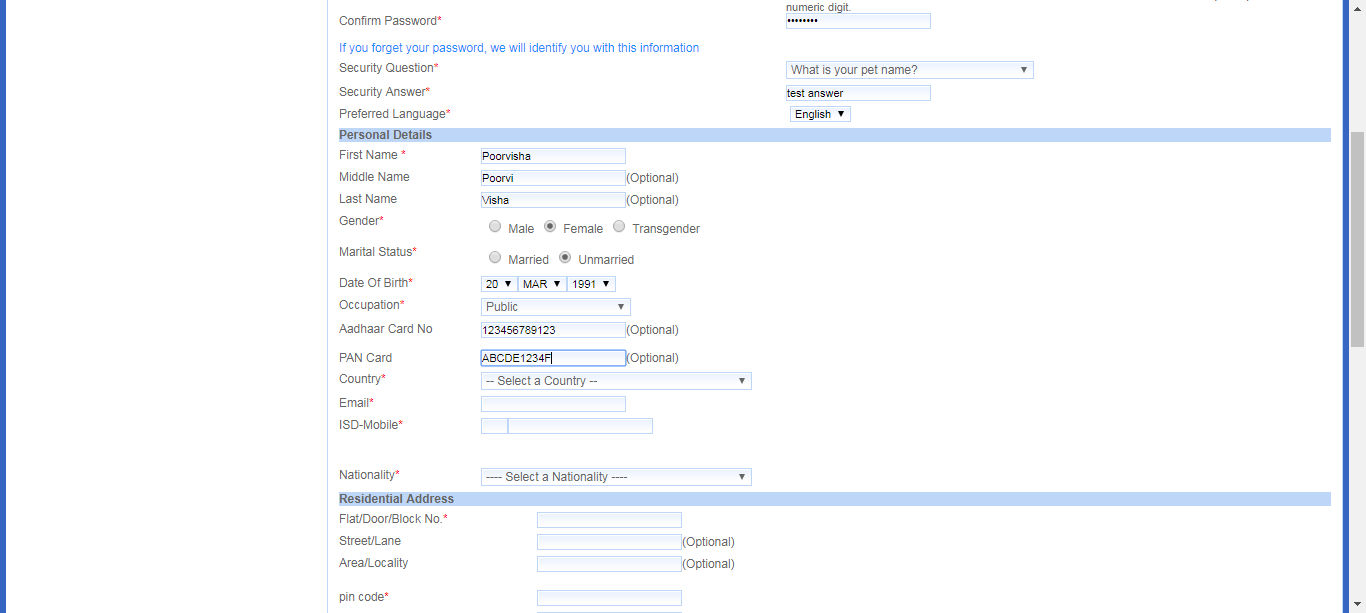 numeric digit.
Confirm Password* ••••••••
If you forget your password, we will identify you with this information
Security Question* What is your pet name?
Security Answer* test answer
Preferred Language* English
Personal Details
First Name * Poorvisha
Middle Name Poorvi (Optional)
Last Name Visha (Optional)
Gender* Male Female Transgender
Marital Status* Married Unmarried
Date Of Birth* 20 MAR 1991
Occupation* Public
Aadhaar Card No 123456789123 (Optional)
PAN Card ABCDE1234F (Optional)
Country* -- Select a Country --
Email*
ISD-Mobile*
Nationality* ---- Select a Nationality ----
Residential Address
Flat/Door/Block No.*
Street/Lane (Optional)
Area/Locality (Optional)
pin code*